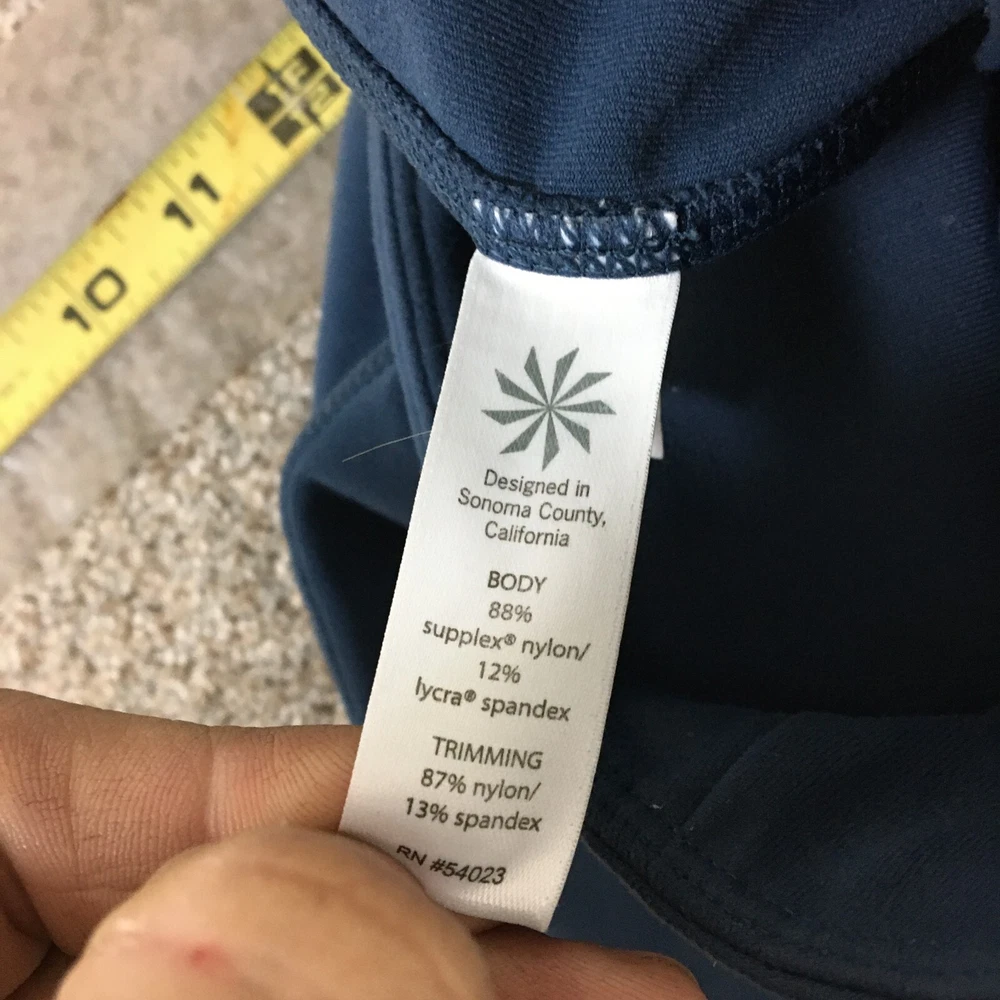 10 11
Designed in
Sonoma County,
California
BODY
88%
supplex® nylon/
12%
lycra® spandex
TRIMMING
87% nylon/
13% spandex
RN #54023